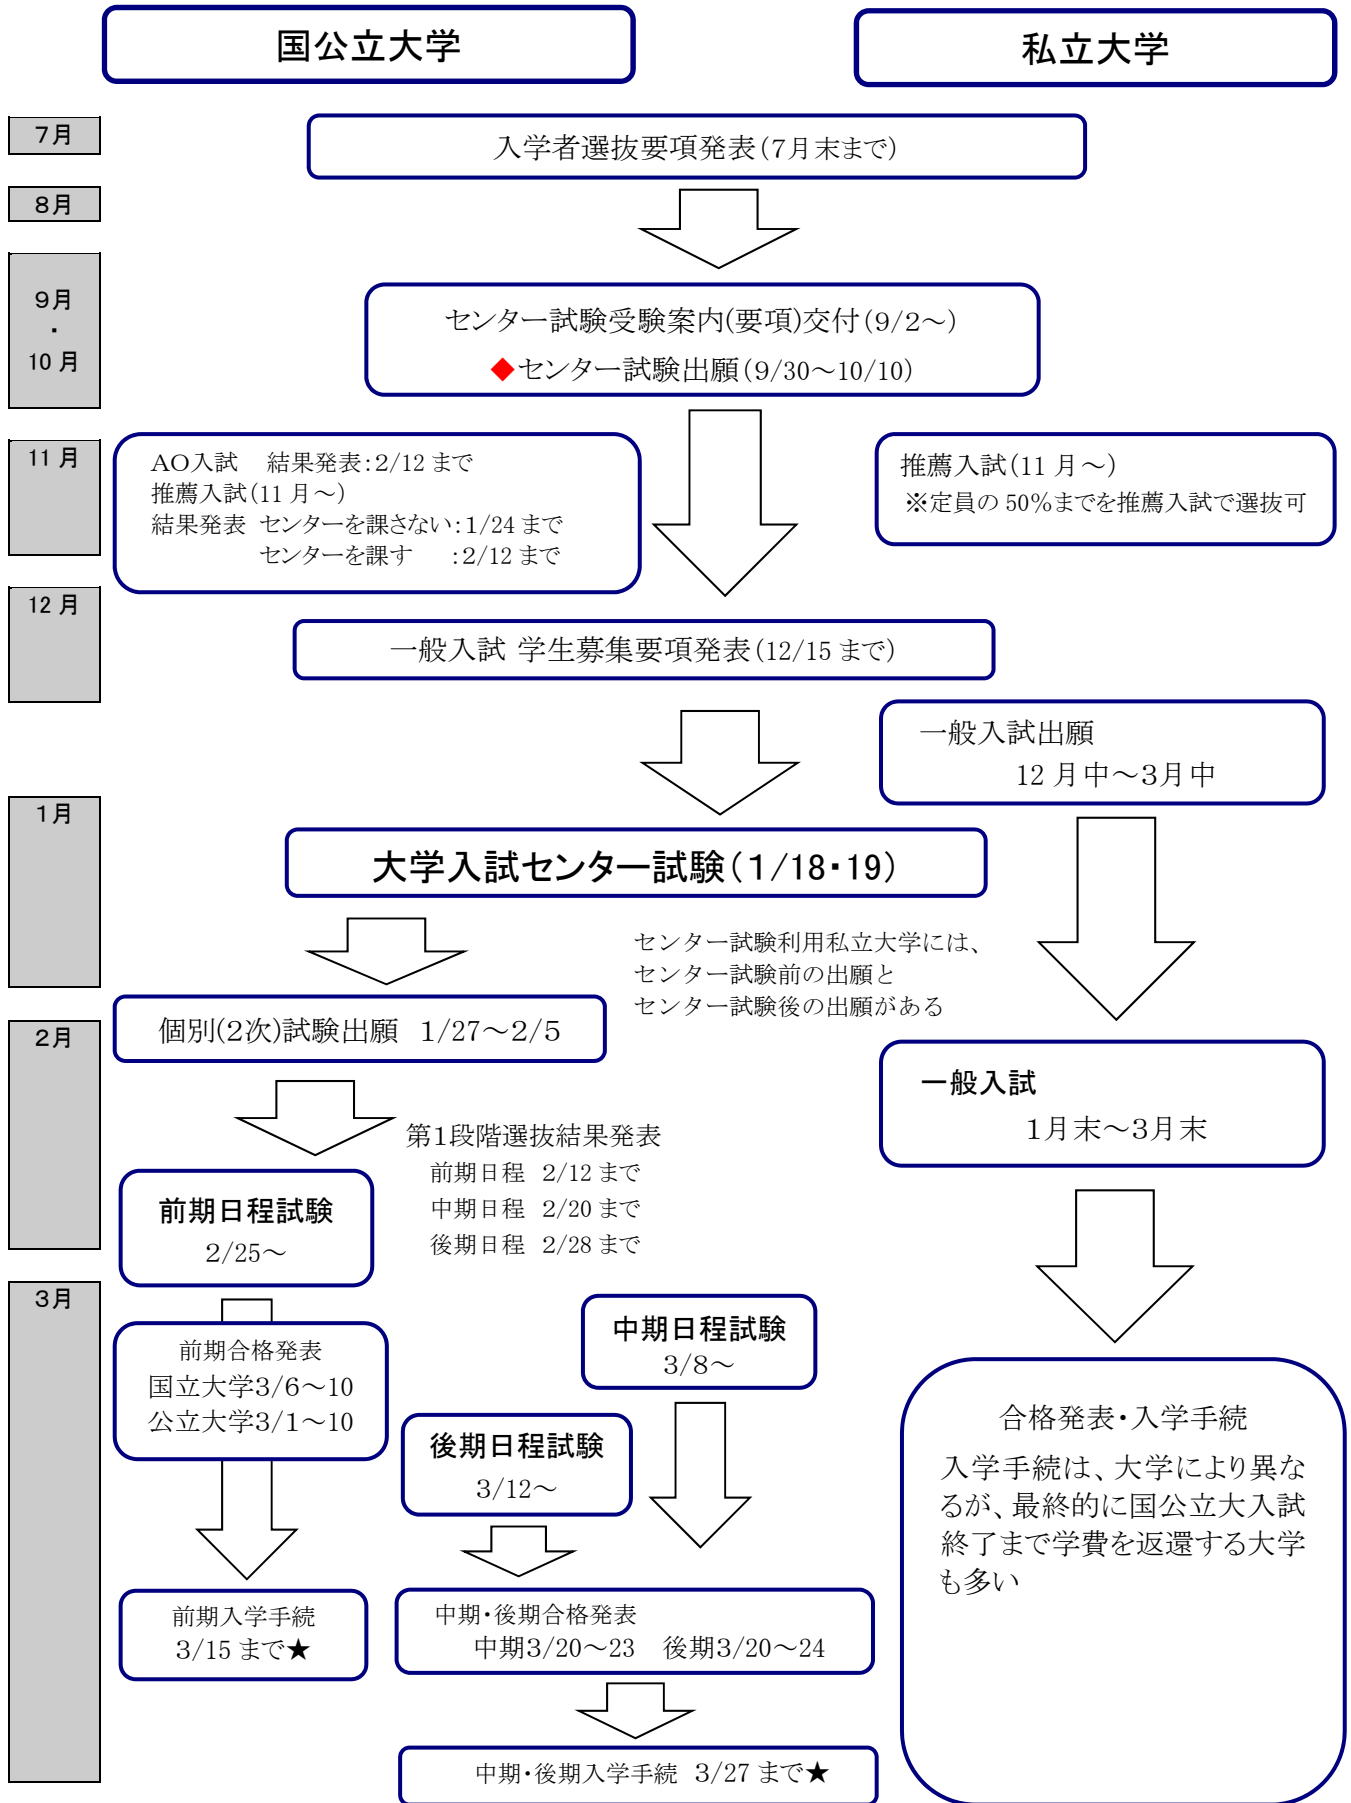 国公立大学
私立大学
7月
入学者選抜要項発表(7月末まで)
8月
9月
・
10月
センター試験受験案内(要項)交付(9/2～)
◆センター試験出願(9/30～10/10)
11月
AO入試　結果発表:2/12まで
推薦入試(11月～)
結果発表 センターを課さない:1/24まで
センターを課す　:2/12まで
推薦入試(11月～)
※定員の50%までを推薦入試で選抜可
12月
一般入試 学生募集要項発表(12/15まで)
一般入試出願
12月中～3月中
1月
大学入試センター試験(1/18・19)
センター試験利用私立大学には、
センター試験前の出願と
センター試験後の出願がある
2月
個別(2次)試験出願 1/27～2/5
一般入試
1月末～3月末
第1段階選抜結果発表
前期日程 2/12まで
中期日程 2/20まで
後期日程 2/28まで
前期日程試験
2/25～
3月
中期日程試験
3/8～
前期合格発表
国立大学3/6～10
公立大学3/1～10
後期日程試験
3/12～
合格発表・入学手続
入学手続は、大学により異な
るが、最終的に国公立大入試
終了まで学費を返還する大学
も多い
前期入学手続
3/15まで★
中期・後期合格発表
中期3/20～23　後期3/20～24
中期・後期入学手続 3/27まで★